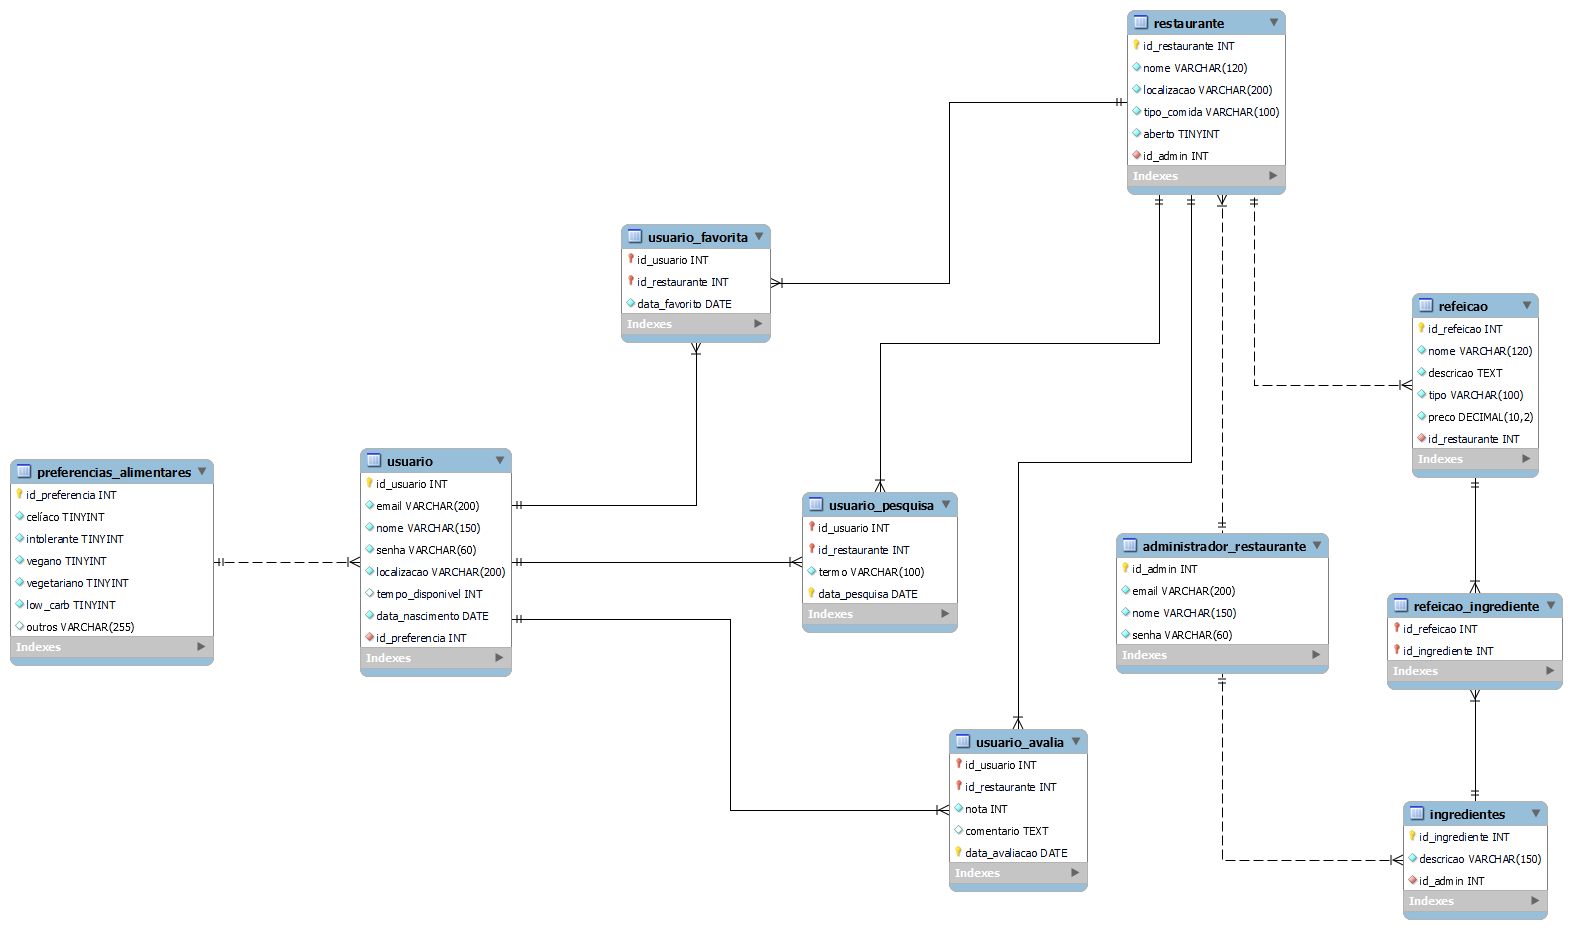 restaurante
id_restaurante INT
nome VARCHAR(120)
localizacao VARCHAR(200)
tipo_comida VARCHAR(100)
aberto TINYINT
id_admin INT
Indexes
usuario_favorita
id_usuario INT
id_restaurante INT
data_favorito DATE
Indexes
refeicao
id_refeicao INT
nome VARCHAR(120)
descricao TEXT
tipo VARCHAR(100)
preco DECIMAL(10,2)
id_restaurante INT
Indexes
preferencias_alimentares
id_preferencia INT
celíaco TINYINT
intolerante TINYINT
vegano TINYINT
vegetariano TINYINT
low_carb TINYINT
outros VARCHAR(255)
Indexes
usuario
id_usuario INT
email VARCHAR(200)
nome VARCHAR(150)
senha VARCHAR(60)
localizacao VARCHAR(200)
tempo_disponivel INT
data_nascimento DATE
id_preferencia INT
Indexes
usuario_pesquisa
id_usuario INT
id_restaurante INT
termo VARCHAR(100)
data_pesquisa DATE
Indexes
administrador_restaurante
id_admin INT
email VARCHAR(200)
nome VARCHAR(150)
senha VARCHAR(60)
Indexes
refeicao_ingrediente
id_refeicao INT
id_ingrediente INT
Indexes
usuario_avalia
id_usuario INT
id_restaurante INT
nota INT
comentario TEXT
data_avaliacao DATE
Indexes
ingredientes
id_ingrediente INT
descricao VARCHAR(150)
id_admin INT
Indexes